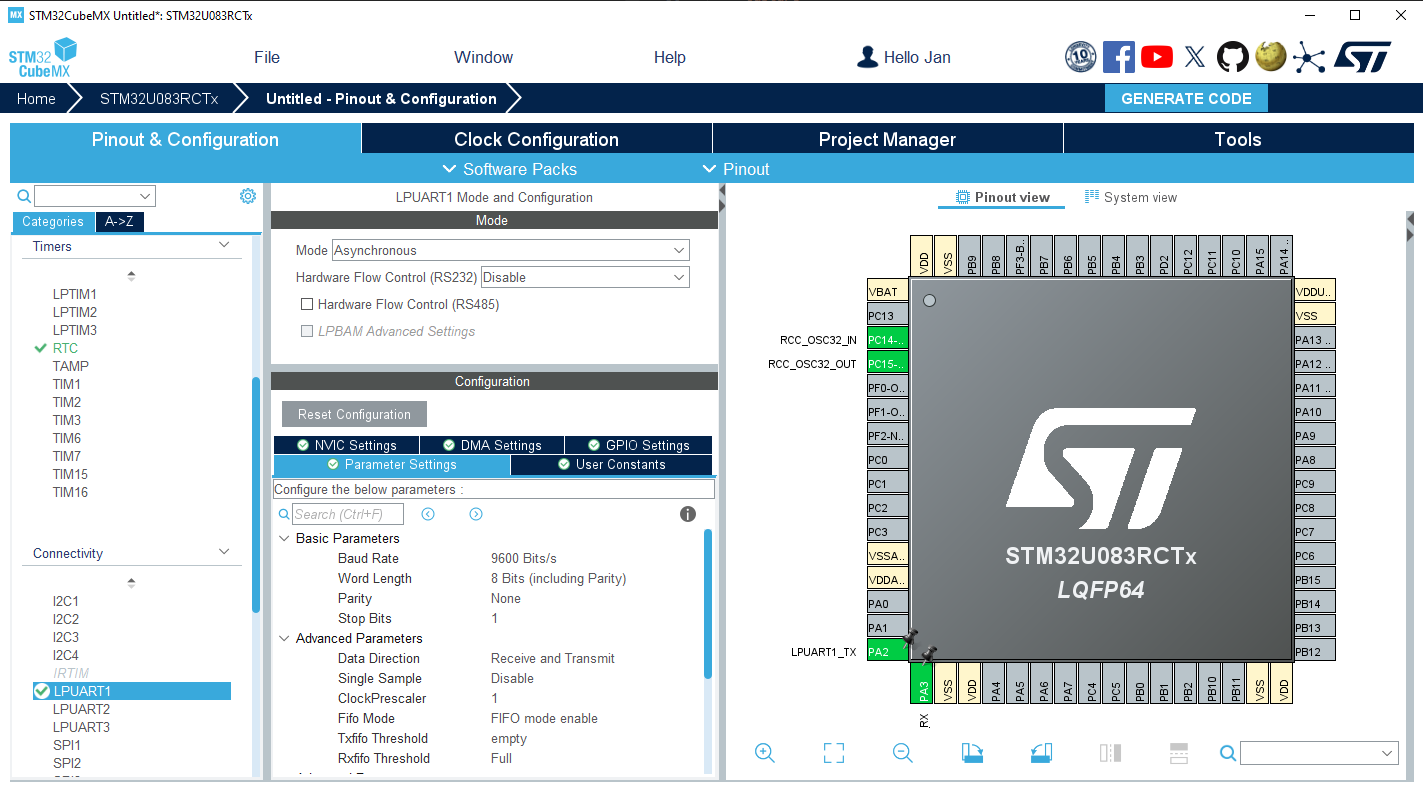 STM32CubeMX Untitled*: STM32U083RCTx
STM32
CubeMX
File
Window
Help
Hello Jan
10
Home
STM32U083RCTx
Untitled - Pinout & Configuration
GENERATE CODE
Pinout & Configuration
Clock Configuration
Project Manager
Tools
Software Packs
Pinout
Categories
A->Z
Timers
LPTIM1
LPTIM2
LPTIM3
RTC
TAMP
TIM1
TIM2
TIM3
TIM6
TIM7
TIM15
TIM16
Connectivity
I2C1
I2C2
I2C3
I2C4
IRTIM
LPUART1
LPUART2
LPUART3
SPI1
SPI2
LPUART1 Mode and Configuration
Mode
Mode Asynchronous
Hardware Flow Control (RS232) Disable
Hardware Flow Control (RS485)
LPBAM Advanced Settings
Configuration
Reset Configuration
NVIC Settings
DMA Settings
GPIO Settings
Parameter Settings
User Constants
Configure the below parameters :
Search (Ctrl+F)
Basic Parameters
Baud Rate 9600 Bits/s
Word Length 8 Bits (including Parity)
Parity None
Stop Bits 1
Advanced Parameters
Data Direction Receive and Transmit
Single Sample Disable
ClockPrescaler 1
Fifo Mode FIFO mode enable
Txfifo Threshold empty
Rxfifo Threshold Full
Pinout view
System view
VDD
VSS
PB9
PB8
PF3-B..
PB7
PB6
PB5
PB4
PB3
PD2
PC12
PC11
PC10
PA15
PA14 ..
VBAT
PC13
RCC_OSC32_IN PC14-..
RCC_OSC32_OUT PC15-..
PF0-O..
PF1-O..
PF2-N..
PC0
PC1
PC2
PC3
VSSA..
VDDA..
PA0
PA1
LPUART1_TX PA2
STM32U083RCTx
LQFP64
VDDU..
VSS
PA13 ..
PA12 ..
PA11 ..
PA10
PA9
PA8
PC9
PC8
PC7
PC6
PB15
PB14
PB13
PB12
PA3
VSS
VDD
PA4
PA5
PA6
PA7
PC4
PC5
PB0
PB1
PB2
PB10
PB11
VSS
VDD
RX